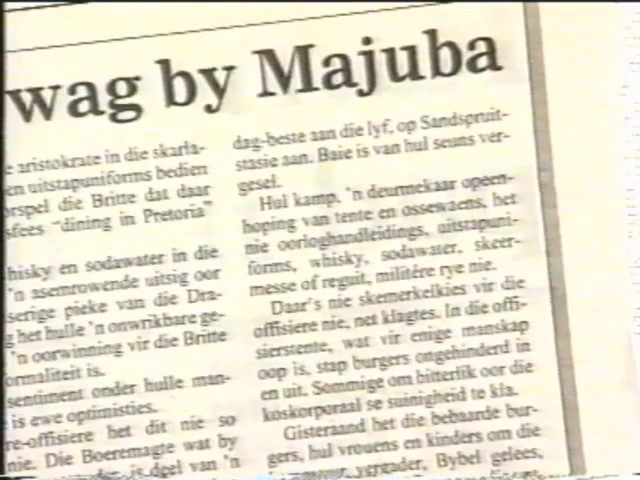 wag by Majuba
e aristokrate in die skarla-
en uitstapuniforms bedien
orspel die Britte dat daar
sfees "dining in Pretoria"
hisky en sodawater in die
'n asemrowende uitsig oor
serige pieke van die Dra-
g het hulle 'n onwrikbare ge-
'n oorwinning vir die Britte
ormaliteit is.
sentiment onder hulle man-
is ewe optimisties.
re-offisiere het dit nie so
nie. Die Boeremagte wat by
is deel van 'n
dag-beste aan die lyf, op Sandspruit-
stasie aan. Baie is van hul seuns ver-
gesel.
Hul kamp, 'n deurmekaar opeen-
hoping van tente en ossewaens, het
nie oorloghandleidings, uitstapuni-
forms, whisky, sodawater, skeer-
messe of reguit, militêre rye nie.
Daar's nie skemerkelkies vir die
offisiere nie, net klagtes. In die offi-
sierstente, wat vir enige manskap
oop is, stap burgers ongehinderd in
en uit. Sommige om bitterlik oor die
koskorporaal se suinigheid te kla.
Gisteraand het die bebaarde bur-
gers, hul vrouens en kinders om die
vergader, Bybel gelees,